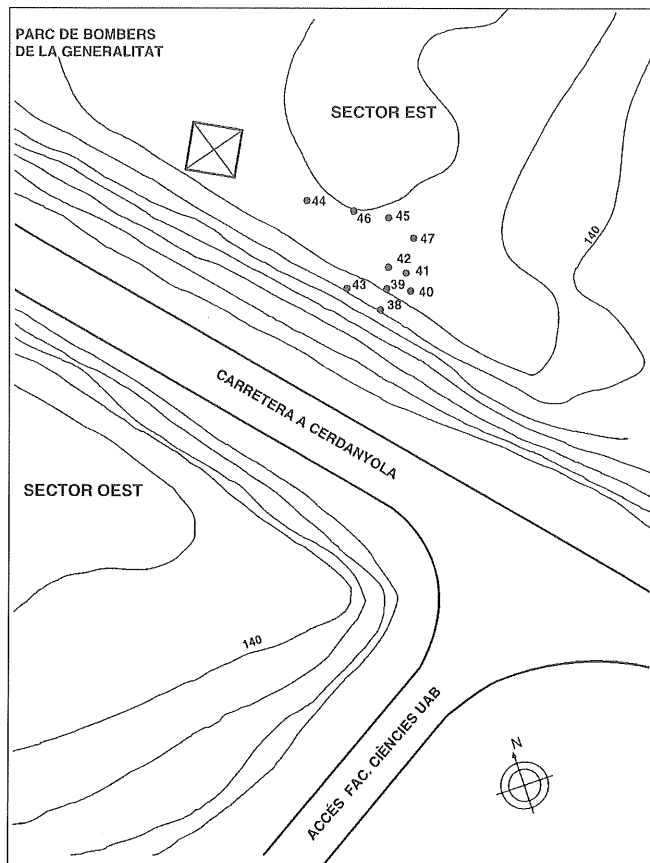 PARC DE BOMBERS
DE LA GENERALITAT
SECTOR EST
44
46
45
47
140
42
41
43
39
40
38
CARRETERA A CERDANYOLA
SECTOR OEST
140
ACCÉS FAC. CIÈNCIES UAB
N